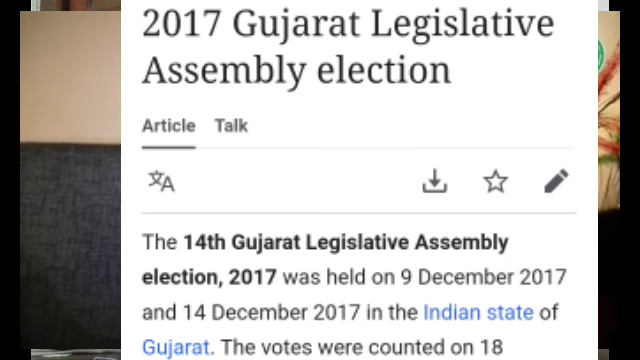 2017 Gujarat Legislative
Assembly election
Article Talk
The 14th Gujarat Legislative Assembly
election, 2017 was held on 9 December 2017
and 14 December 2017 in the Indian state of
Gujarat. The votes were counted on 18